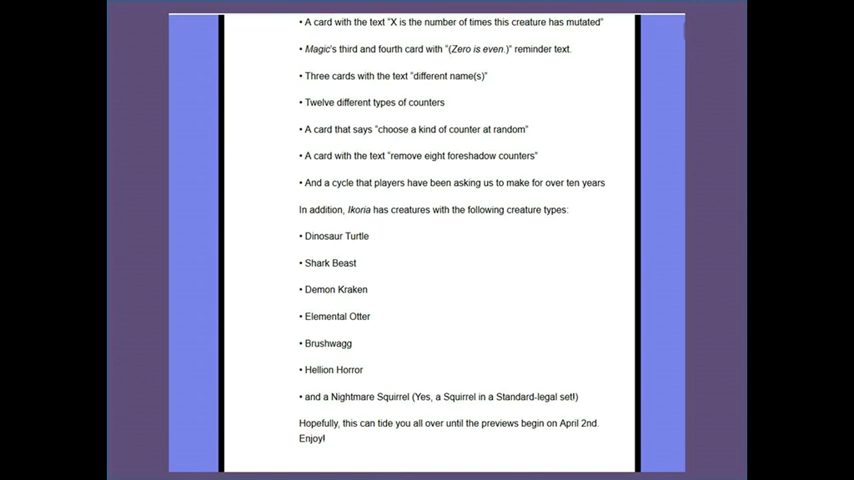 • A card with the text "X is the number of times this creature has mutated"
• Magic's third and fourth card with "(Zero is even.)" reminder text.
• Three cards with the text "different name(s)"
• Twelve different types of counters
• A card that says "choose a kind of counter at random"
• A card with the text "remove eight foreshadow counters"
• And a cycle that players have been asking us to make for over ten years
In addition, Ikoria has creatures with the following creature types:
• Dinosaur Turtle
• Shark Beast
• Demon Kraken
• Elemental Otter
• Brushwagg
• Hellion Horror
• and a Nightmare Squirrel (Yes, a Squirrel in a Standard-legal set!)
Hopefully, this can tide you all over until the previews begin on April 2nd.
Enjoy!